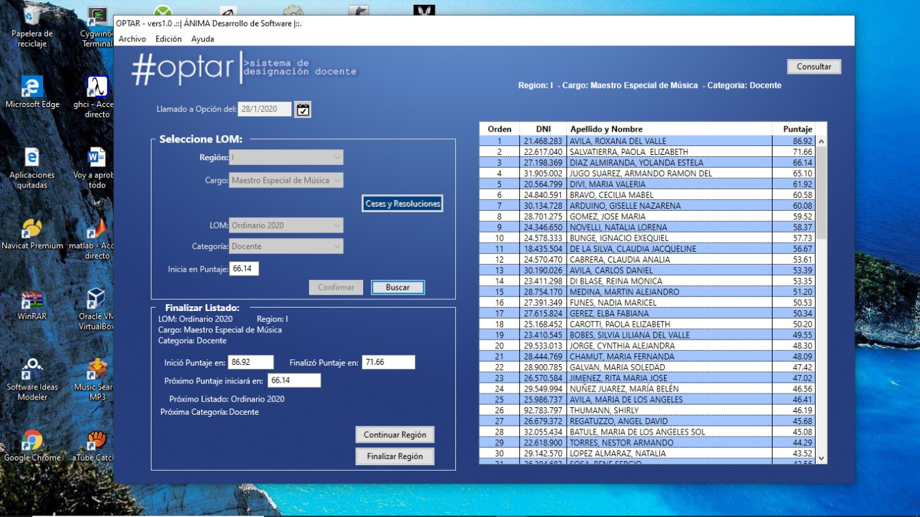 Papelera de
reciclaje
Cygwin64
Terminal
Microsoft Edge
ghci - Acce
directo
Aplicaciones
quitadas
Voy a aprob
todo
Navicat Premium
matlab - Acc
directo
WinRAR
Oracle VM
VirtualBox
Software Ideas
Modeler
Music Sear
MP3
Google Chrome
aTube Catch
OPTAR - vers1.0 .::| ÁNIMA Desarrollo de Software |::.
Archivo Edición Ayuda
#optar|>sistema de
designación docente
Consultar
Region: I - Cargo: Maestro Especial de Música - Categoria: Docente
Llamado a Opción del: 28/1/2020
Seleccione LOM:
Región: I
Cargo: Maestro Especial de Música
Ceses y Resoluciones
LOM: Ordinario 2020
Categoría: Docente
Inicia en Puntaje: 66.14
Confirmar Buscar
Finalizar Listado:
LOM: Ordinario 2020 Region: I
Cargo: Maestro Especial de Música
Categoria: Docente
Inició Puntaje en: 86.92 Finalizó Puntaje en: 71.66
Próximo Puntaje iniciará en: 66.14
Próximo Listado: Ordinario 2020
Próxima Categoría: Docente
Continuar Región
Finalizar Región
Orden DNI Apellido y Nombre Puntaje
1 21.468.283 AVILA, ROXANA DEL VALLE 86.92
2 22.617.040 SALVATIERRA, PAOLA ELIZABETH 71.66
3 27.198.369 DIAZ ALMIRANDA, YOLANDA ESTELA 66.14
4 31.905.002 JUGO SUAREZ, ARMANDO RAMON DEL 65.10
5 20.564.799 DIVI, MARIA VALERIA 61.92
6 24.840.591 BRAVO, CECILIA MABEL 60.58
7 30.134.728 ARDUINO, GISELLE NAZARENA 60.08
8 28.701.275 GOMEZ, JOSE MARIA 59.52
9 24.346.650 NOVELLI, NATALIA LORENA 58.37
10 24.578.333 BUNGE, IGNACIO EXEQUIEL 57.73
11 18.435.504 DE LA SILVA, CLAUDIA JACQUELINE 56.67
12 24.570.470 CABRERA, CLAUDIA ANALIA 53.61
13 30.190.026 AVILA, CARLOS DANIEL 53.39
14 23.411.298 DI BLASE, REINA MONICA 53.35
15 28.754.170 MEDINA, MARTIN ALEJANDRO 51.20
16 27.391.349 FUNES, NADIA MARICEL 50.53
17 27.615.824 GEREZ, ELBA FABIANA 50.34
18 25.168.452 CAROTTI, PAOLA ELIZABETH 50.20
19 23.410.545 BOBES, SILVIA LILIANA DEL VALLE 49.55
20 29.533.013 JORGE, CYNTHIA ALEJANDRA 48.30
21 28.444.769 CHAMUT, MARIA FERNANDA 48.09
22 28.900.785 GALVAN, MARIA SOLEDAD 47.42
23 26.570.584 JIMENEZ, RITA MARIA JOSE 47.02
24 29.549.994 NUÑEZ JUAREZ, MARÍA BELÉN 46.56
25 25.986.737 AVILA, MARIA DE LOS ANGELES 46.41
26 92.783.797 THUMANN, SHIRLY 46.19
27 26.679.372 REGATUZZO, ANGEL DAVID 45.68
28 32.055.434 BATULE, MARIA DE LOS ANGELES SOL 45.08
29 22.618.900 TORRES, NESTOR ARMANDO 44.29
30 29.142.570 LOPEZ ALMARAZ, NATALIA 43.52